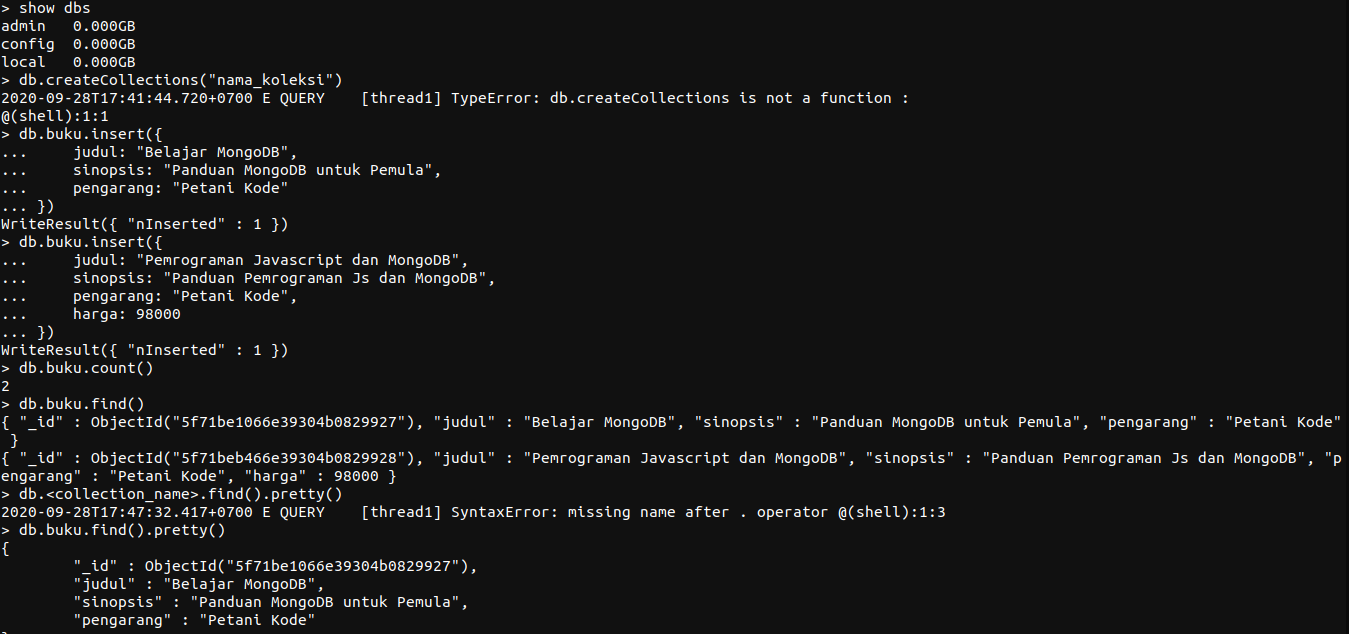 > show dbs
admin   0.000GB
config  0.000GB
local   0.000GB
> db.createCollections("nama_koleksi")
2020-09-28T17:41:44.720+0700 E QUERY    [thread1] TypeError: db.createCollections is not a function :
@(shell):1:1
> db.buku.insert({
...     judul: "Belajar MongoDB",
...     sinopsis: "Panduan MongoDB untuk Pemula",
...     pengarang: "Petani Kode"
... })
WriteResult({ "nInserted" : 1 })
> db.buku.insert({
...     judul: "Pemrograman Javascript dan MongoDB",
...     sinopsis: "Panduan Pemrograman Js dan MongoDB",
...     pengarang: "Petani Kode",
...     harga: 98000
... })
WriteResult({ "nInserted" : 1 })
> db.buku.count()
2
> db.buku.find()
{ "_id" : ObjectId("5f71be1066e39304b0829927"), "judul" : "Belajar MongoDB", "sinopsis" : "Panduan MongoDB untuk Pemula", "pengarang" : "Petani Kode"
 }
{ "_id" : ObjectId("5f71beb466e39304b0829928"), "judul" : "Pemrograman Javascript dan MongoDB", "sinopsis" : "Panduan Pemrograman Js dan MongoDB", "p
engarang" : "Petani Kode", "harga" : 98000 }
> db.<collection_name>.find().pretty()
2020-09-28T17:47:32.417+0700 E QUERY    [thread1] SyntaxError: missing name after . operator @(shell):1:3
> db.buku.find().pretty()
{
        "_id" : ObjectId("5f71be1066e39304b0829927"),
        "judul" : "Belajar MongoDB",
        "sinopsis" : "Panduan MongoDB untuk Pemula",
        "pengarang" : "Petani Kode"